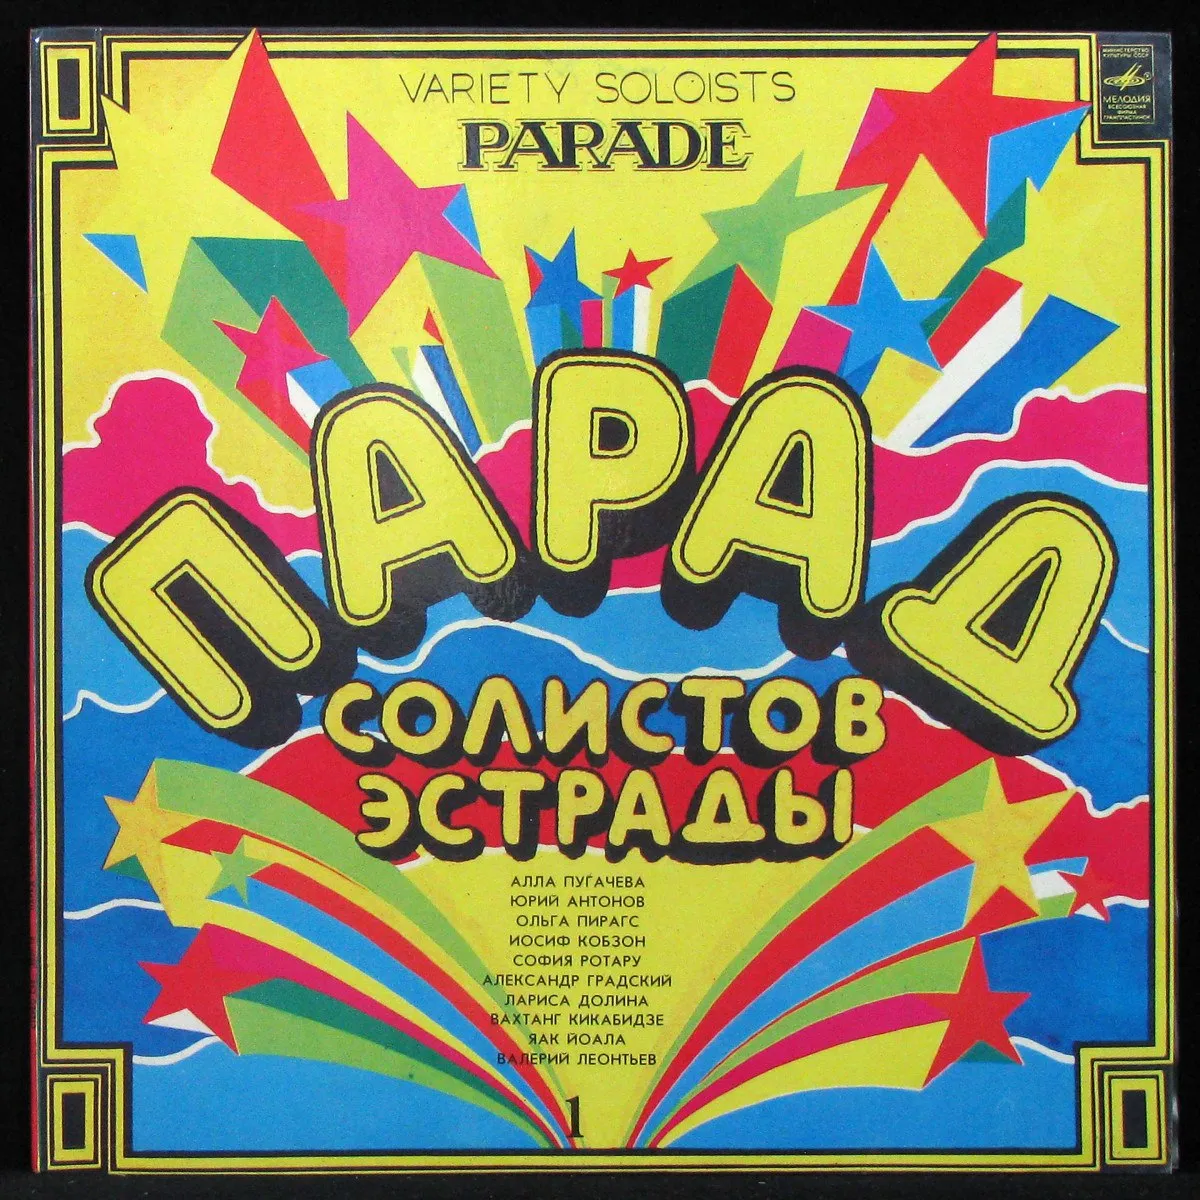 VARIETY SOLOISTS
PARADE
МИНИСТЕРСТВО
КУЛЬТУРЫ СССР
МЕЛОДИЯ
ВСЕСОЮЗНАЯ
ФИРМА
ГРАМПЛАСТИНОК
ПАРАД
СОЛИСТОВ
ЭСТРАДЫ
АЛЛА ПУГАЧЕВА
ЮРИЙ АНТОНОВ
ОЛЬГА ПИРАГС
ИОСИФ КОБЗОН
СОФИЯ РОТАРУ
АЛЕКСАНДР ГРАДСКИЙ
ЛАРИСА ДОЛИНА
ВАХТАНГ КИКАБИДЗЕ
ЯАК ЙОАЛА
ВАЛЕРИЙ ЛЕОНТЬЕВ
1